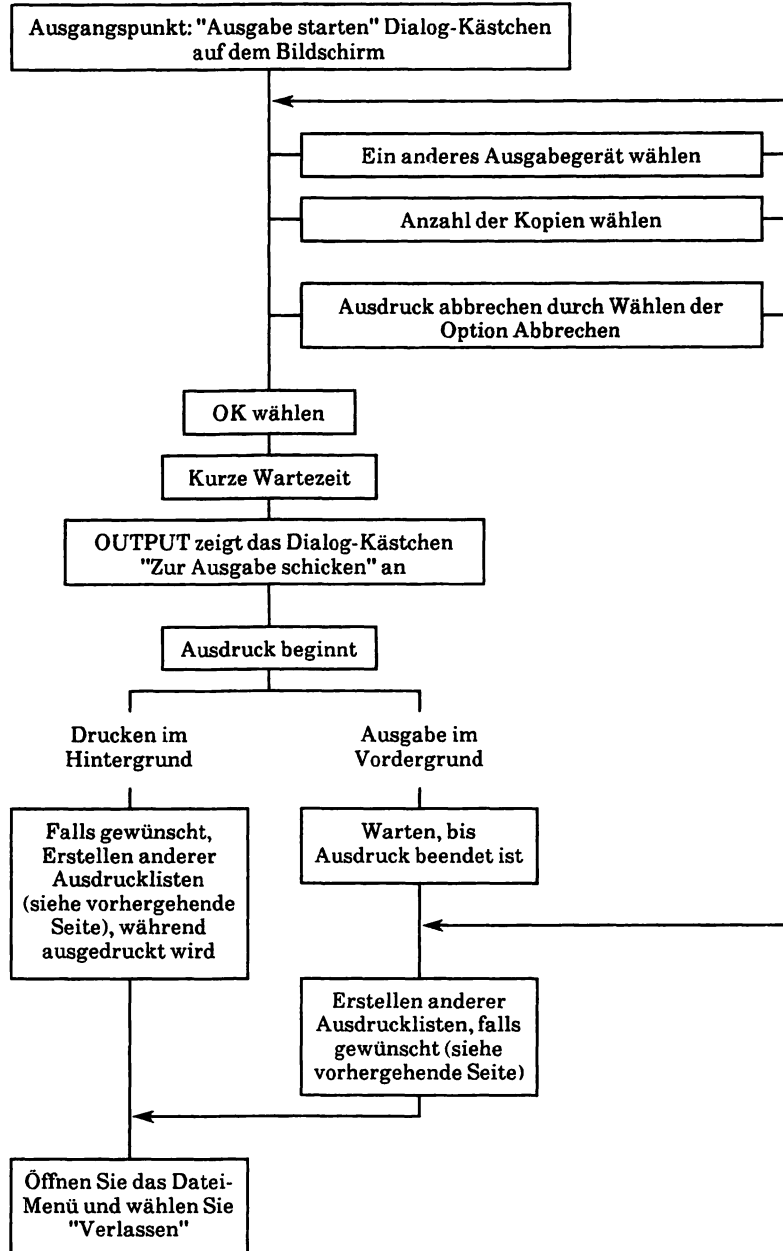 Ausgangspunkt: "Ausgabe starten" Dialog-Kästchen
auf dem Bildschirm
Ein anderes Ausgabegerät wählen
Anzahl der Kopien wählen
Ausdruck abbrechen durch Wählen der
Option Abbrechen
OK wählen
Kurze Wartezeit
OUTPUT zeigt das Dialog-Kästchen
"Zur Ausgabe schicken" an
Ausdruck beginnt
Drucken im
Hintergrund
Ausgabe im
Vordergrund
Falls gewünscht,
Erstellen anderer
Ausdrucklisten
(siehe vorhergehende
Seite), während
ausgedruckt wird
Warten, bis
Ausdruck beendet ist
Erstellen anderer
Ausdrucklisten, falls
gewünscht (siehe
vorhergehende Seite)
Öffnen Sie das Datei-
Menü und wählen Sie
"Verlassen"